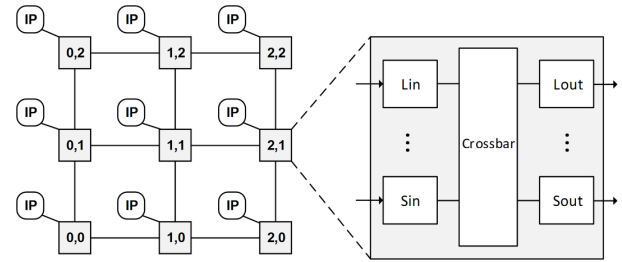 IP IP IP
0,2 1,2 2,2
IP IP IP
0,1 1,1 2,1
IP IP IP
0,0 1,0 2,0
Lin Lout
Crossbar
Sin Sout